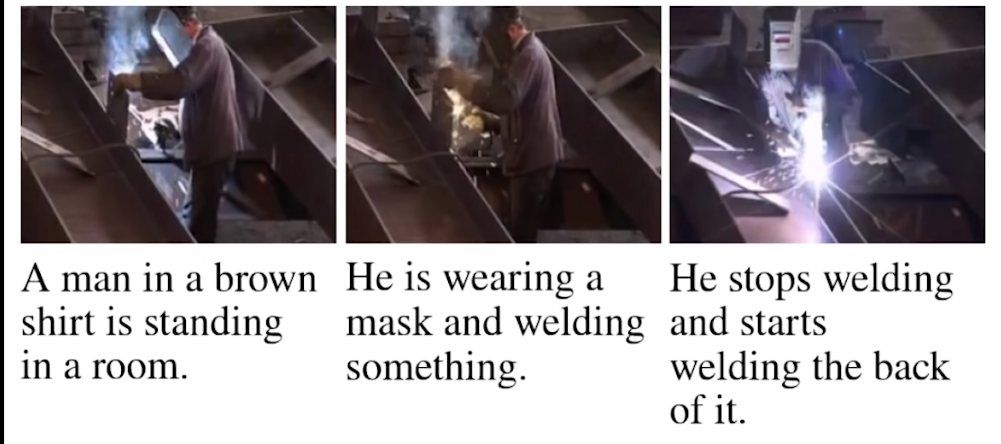 A man in a brown
shirt is standing
in a room.
He is wearing a
mask and welding
something.
He stops welding
and starts
welding the back
of it.